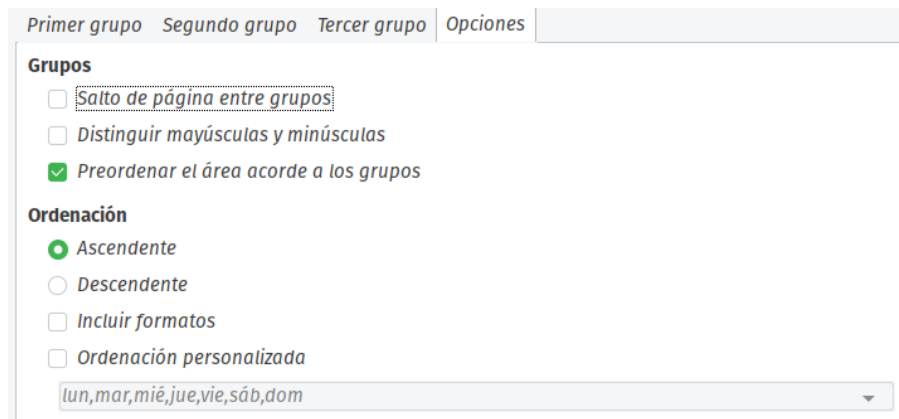 Primer grupo Segundo grupo Tercer grupo Opciones
Grupos
Salto de página entre grupos
Distinguir mayúsculas y minúsculas
Preordenar el área acorde a los grupos
Ordenación
Ascendente
Descendente
Incluir formatos
Ordenación personalizada
lun,mar,mié,jue,vie,sáb,dom